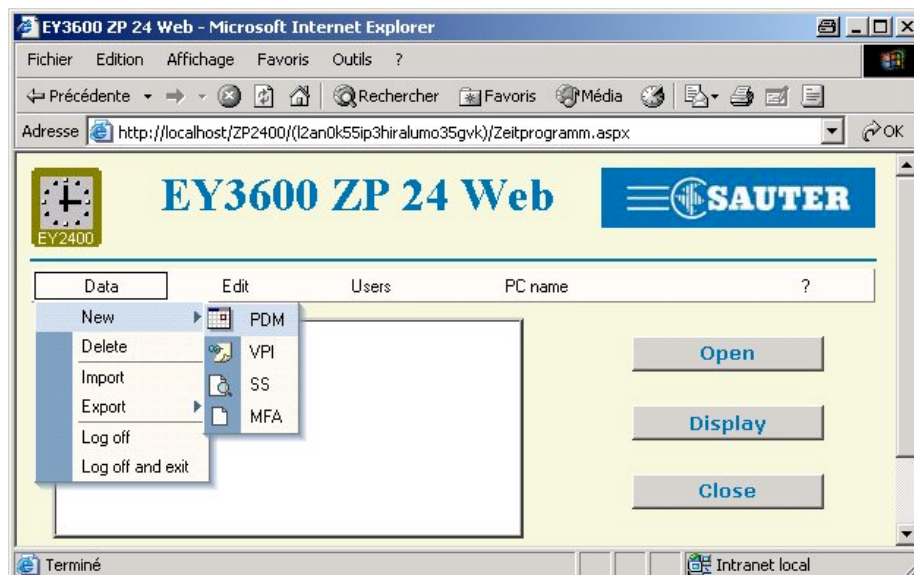 EY3600 ZP 24 Web - Microsoft Internet Explorer
Fichier Edition Affichage Favoris Outils ?
Précédente Rechercher Favoris Média
Adresse http://localhost/ZP2400/(l2an0k55ip3hiralumo35gvk)/Zeitprogramm.aspx OK
EY2400
EY3600 ZP 24 Web
SAUTER
Data Edit Users PC name ?
New
Delete
Import
Export
Log off
Log off and exit
PDM
VPI
SS
MFA
Open
Display
Close
Terminé Intranet local